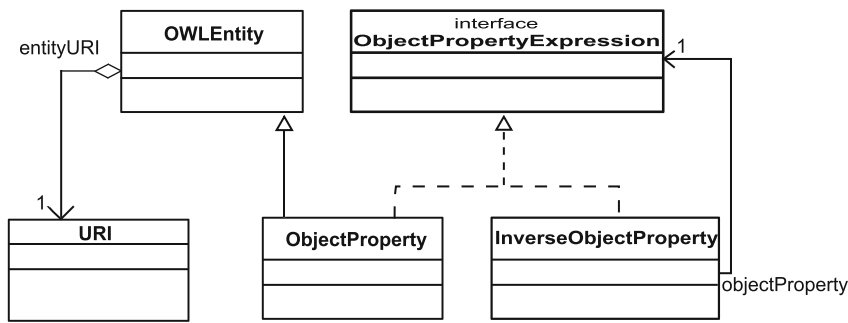 OWLEntity
interface
ObjectPropertyExpression
entityURI
1
1
URI
ObjectProperty
InverseObjectProperty
objectProperty